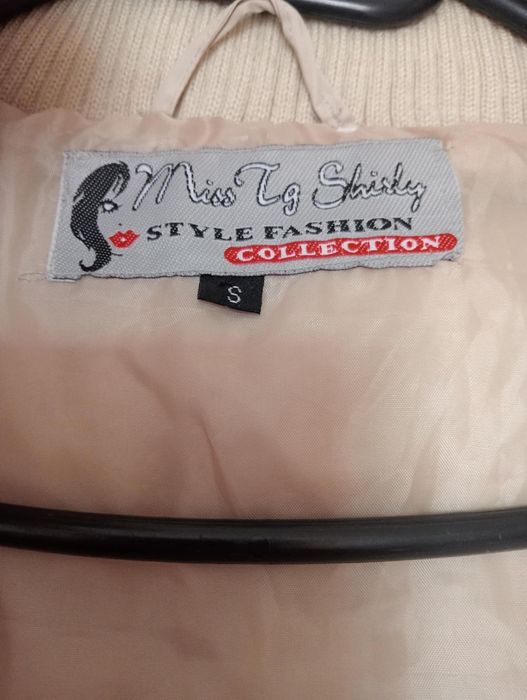 Miss Tg Shirly
STYLE FASHION
COLLECTION
S